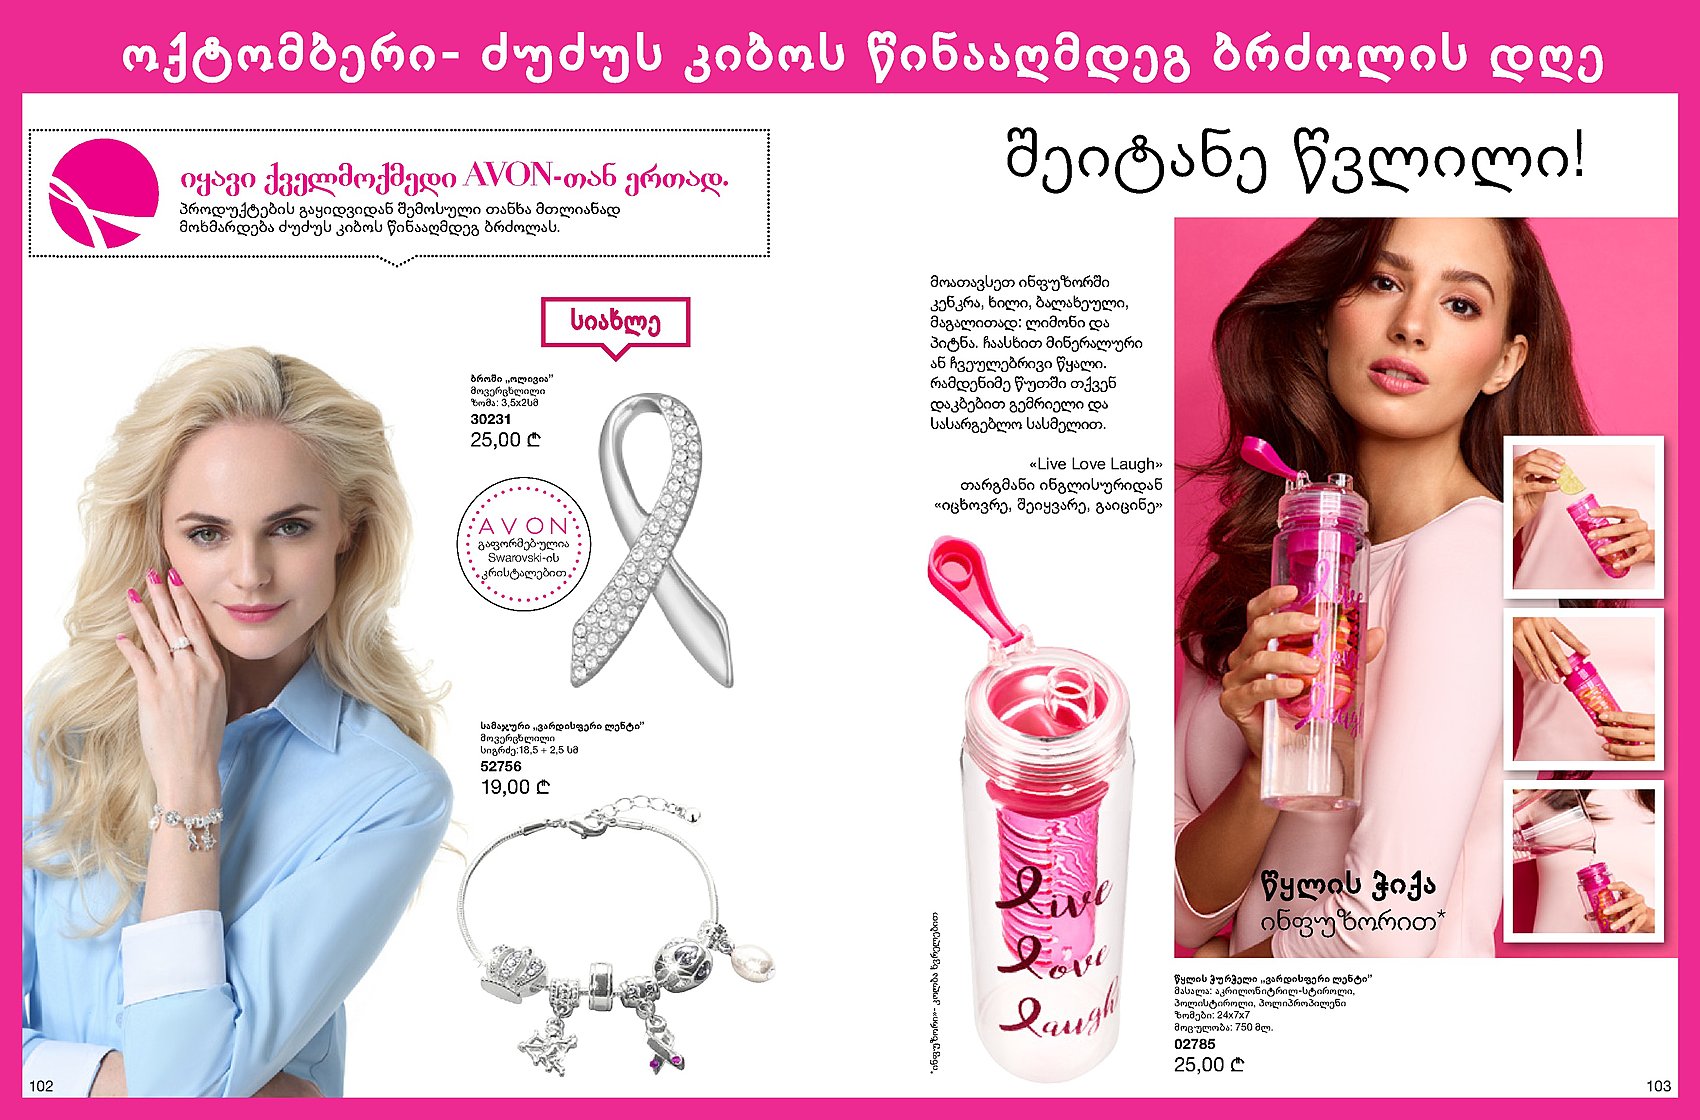 ოქტომბერი- ძუძუს კიბოს წინააღმდეგ ბრძოლის დღე
იყავი ქველმოქმედი AVON-თან ერთად.
პროდუქტების გაყიდვიდან შემოსული თანხა მთლიანად
მოხმარდება ძუძუს კიბოს წინააღმდეგ ბრძოლას.
სიახლე
ბროში „ოლივია”
მოვერცხლილი
ზომა: 3,5x2სმ
30231
25,00 ₾
AVON
გაფორმებულია
Swarovski-ის
კრისტალებით
სამაჯური „ვარდისფერი ლენტი”
მოვერცხლილი
სიგრძე:18,5 + 2,5 სმ
52756
19,00 ₾
102
შეიტანე წვლილი!
მოათავსეთ ინფუზორში
კენკრა, ხილი, ბალახეული,
მაგალითად: ლიმონი და
პიტნა. ჩაასხით მინერალური
ან ჩვეულებრივი წყალი.
რამდენიმე წუთში თქვენ
დაკბებით გემრიელი და
სასარგებლო სასმელით.
«Live Love Laugh»
თარგმანი ინგლისურიდან
«იცხოვრე, შეიყვარე, გაიცინე»
live
love
laugh
წყლის ჭიქა
ინფუზორით*
წყლის ჭურჭელი „ვარდისფერი ლენტი”
მასალა: აკრილონიტრილ-სტიროლი,
პოლისტიროლი, პოლიპროპილენი
ზომები: 24x7x7
მოცულობა: 750 მლ.
02785
25,00 ₾
103